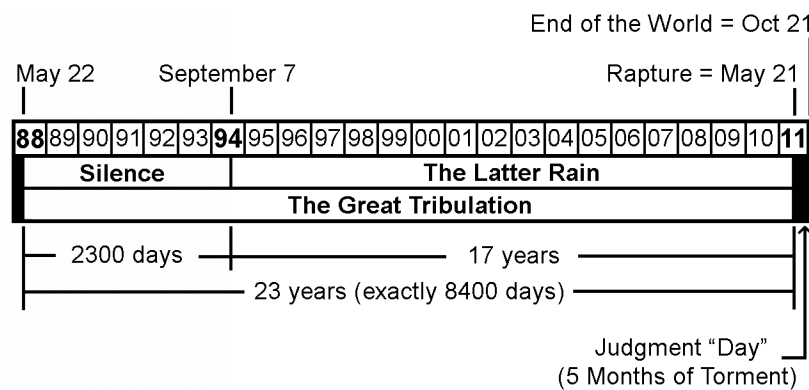 End of the World = Oct 21
May 22 September 7 Rapture = May 21
88 89 90 91 92 93 94 95 96 97 98 99 00 01 02 03 04 05 06 07 08 09 10 11
Silence The Latter Rain
The Great Tribulation
2300 days 17 years
23 years (exactly 8400 days)
Judgment “Day”
(5 Months of Torment)